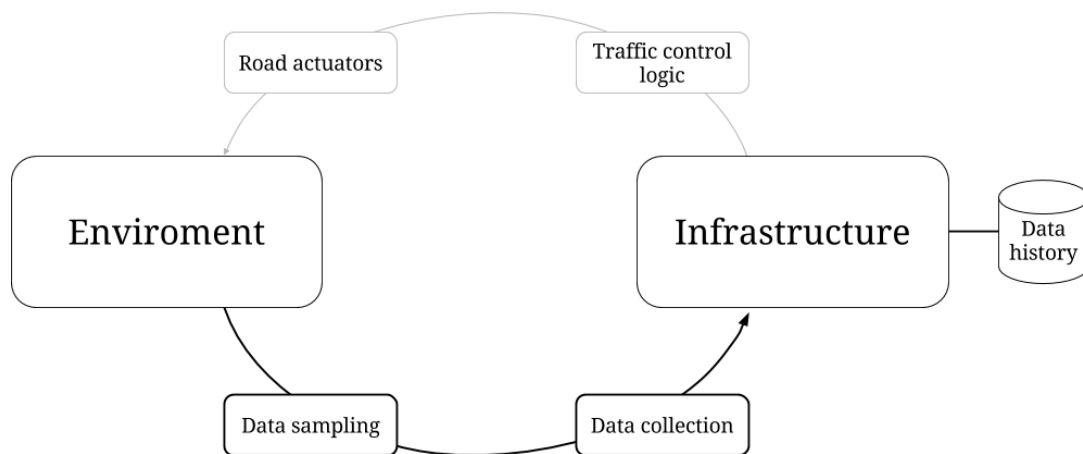 Road actuators
Traffic control
logic
Enviroment
Infrastructure
Data
history
Data sampling
Data collection